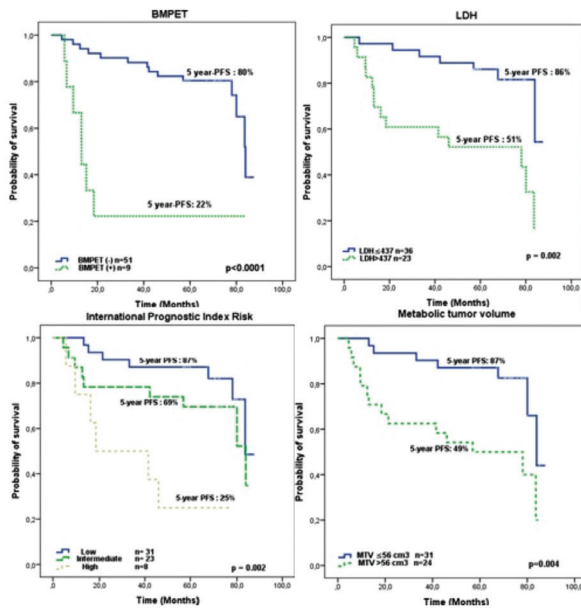 BMPET
Probability of survival
1,0
0,8
0,6
0,4
0,2
0,0
5 year-PFS : 80%
5 year-PFS: 22%
BMPET (-) n=51
BMPET (+) n=9
p<0.0001
,0 20,0 40,0 60,0 80,0 100,0
Time (Months)
LDH
Probability of survival
1,0
0,8
0,6
0,4
0,2
0,0
5 year-PFS : 86%
5-year PFS : 51%
LDH ≤437 n=36
LDH>437 n=23
p = 0.002
,0 20,0 40,0 60,0 80,0 100,0
Time (Months)
International Prognostic Index Risk
Probability of survival
1,0
0,8
0,6
0,4
0,2
0,0
5-year PFS : 87%
5-year PFS : 69%
5-year PFS : 25%
Low n= 31
Intermediate n= 23
High n=8
p = 0.002
,0 20,0 40,0 60,0 80,0 100,0
Time (Months)
Metabolic tumor volume
Probability of survival
1,0
0,8
0,6
0,4
0,2
0,0
5-year PFS: 87%
5-year PFS: 49%
MTV ≤56 cm3 n=31
MTV >56 cm3 n=24
p=0.004
,0 20,0 40,0 60,0 80,0 100,0
Time (Months)